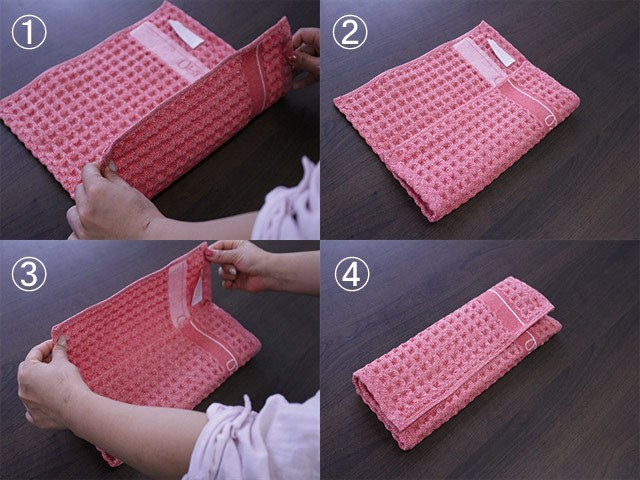 ①
②
③
④